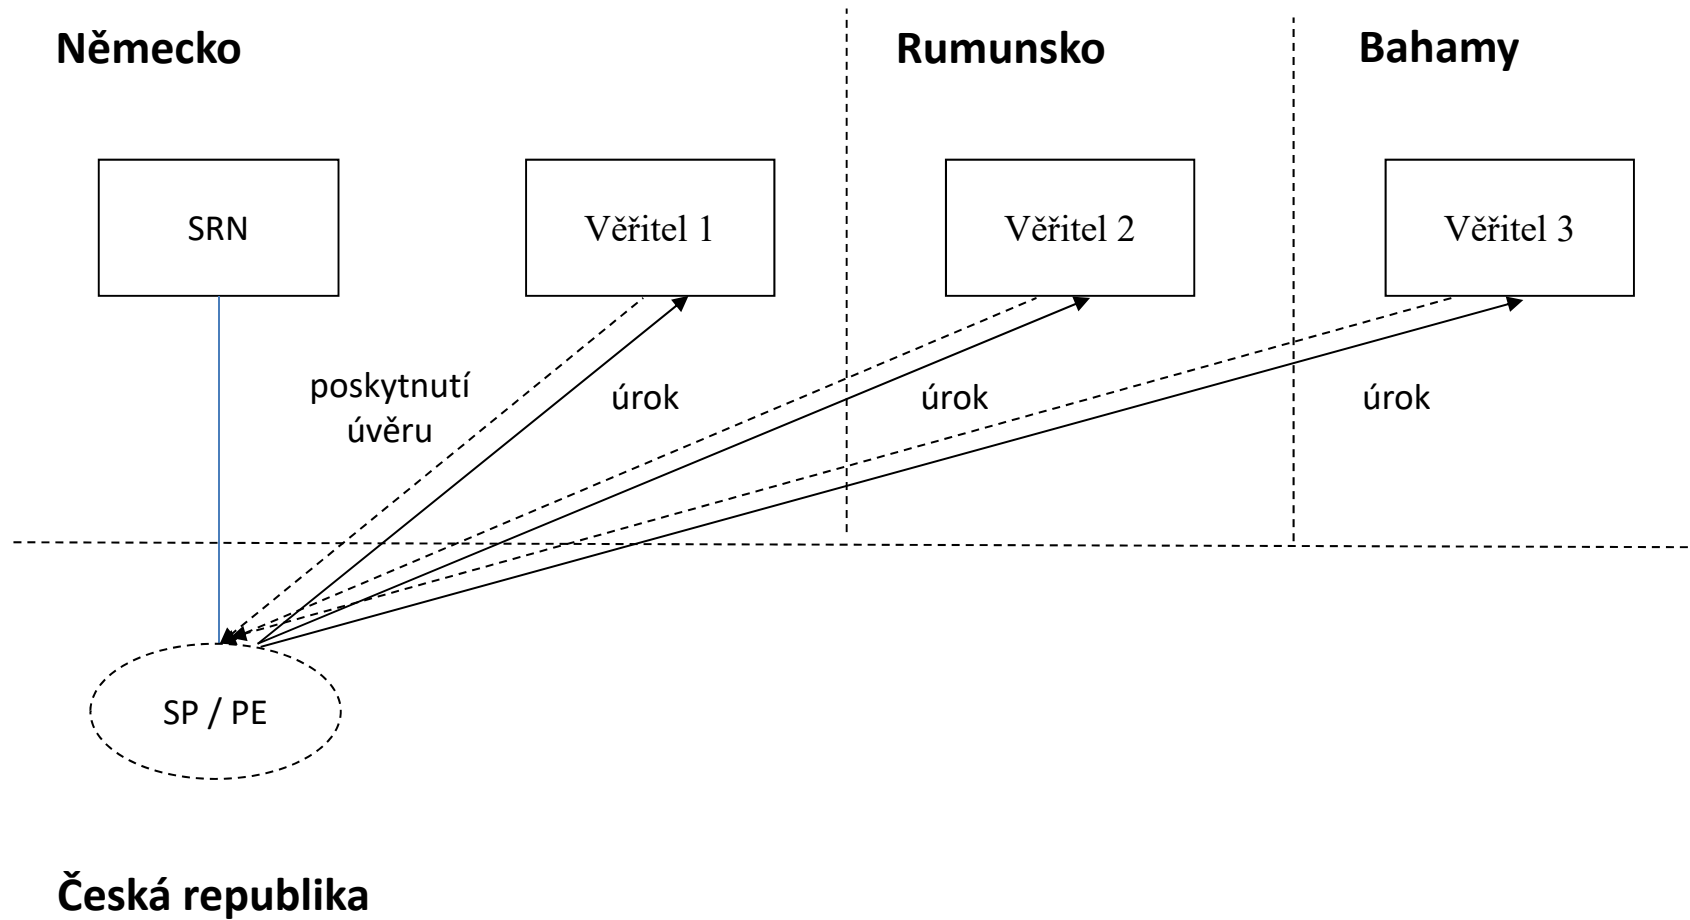 Německo
Rumunsko
Bahamy
SRN
Věřitel 1
Věřitel 2
Věřitel 3
poskytnutí
úvěru
úrok
úrok
úrok
SP / PE
Česká republika